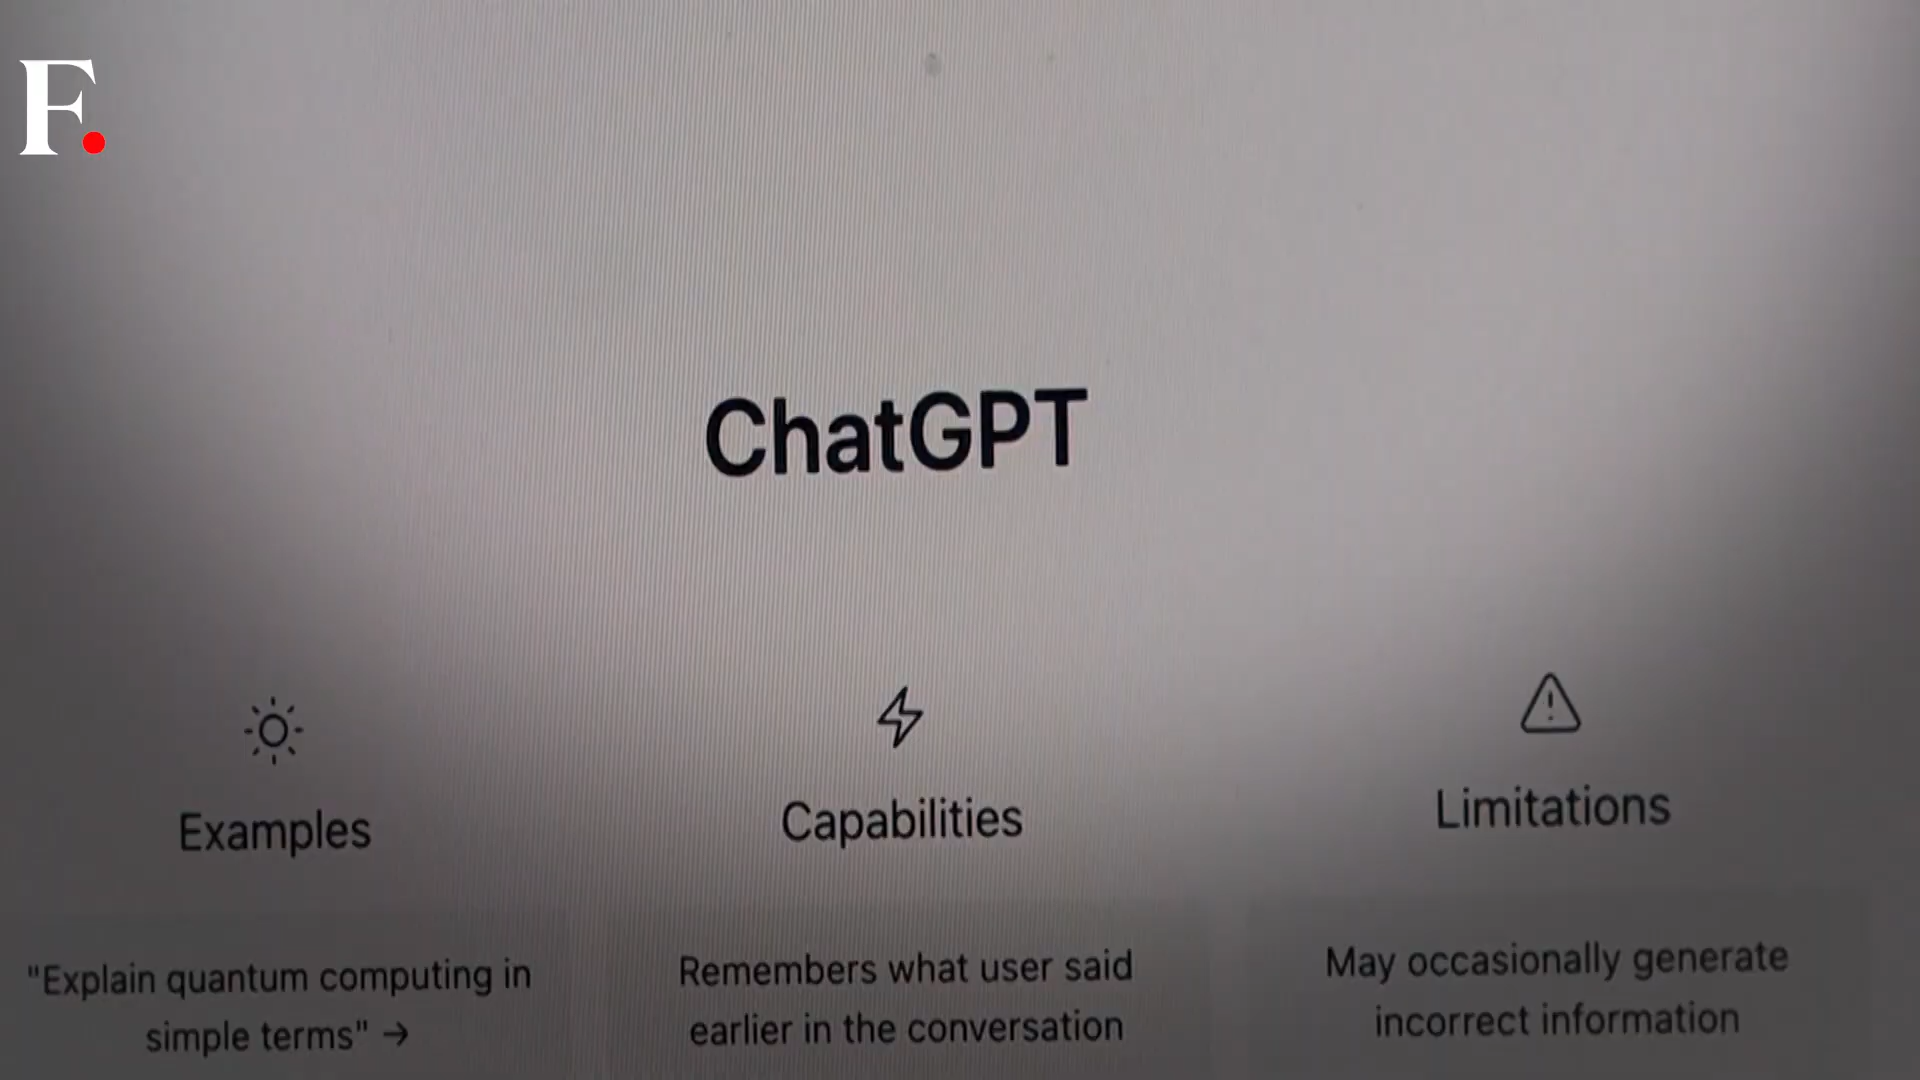 F.
ChatGPT
Examples
Capabilities
Limitations
"Explain quantum computing in
simple terms" →
Remembers what user said
earlier in the conversation
May occasionally generate
incorrect information